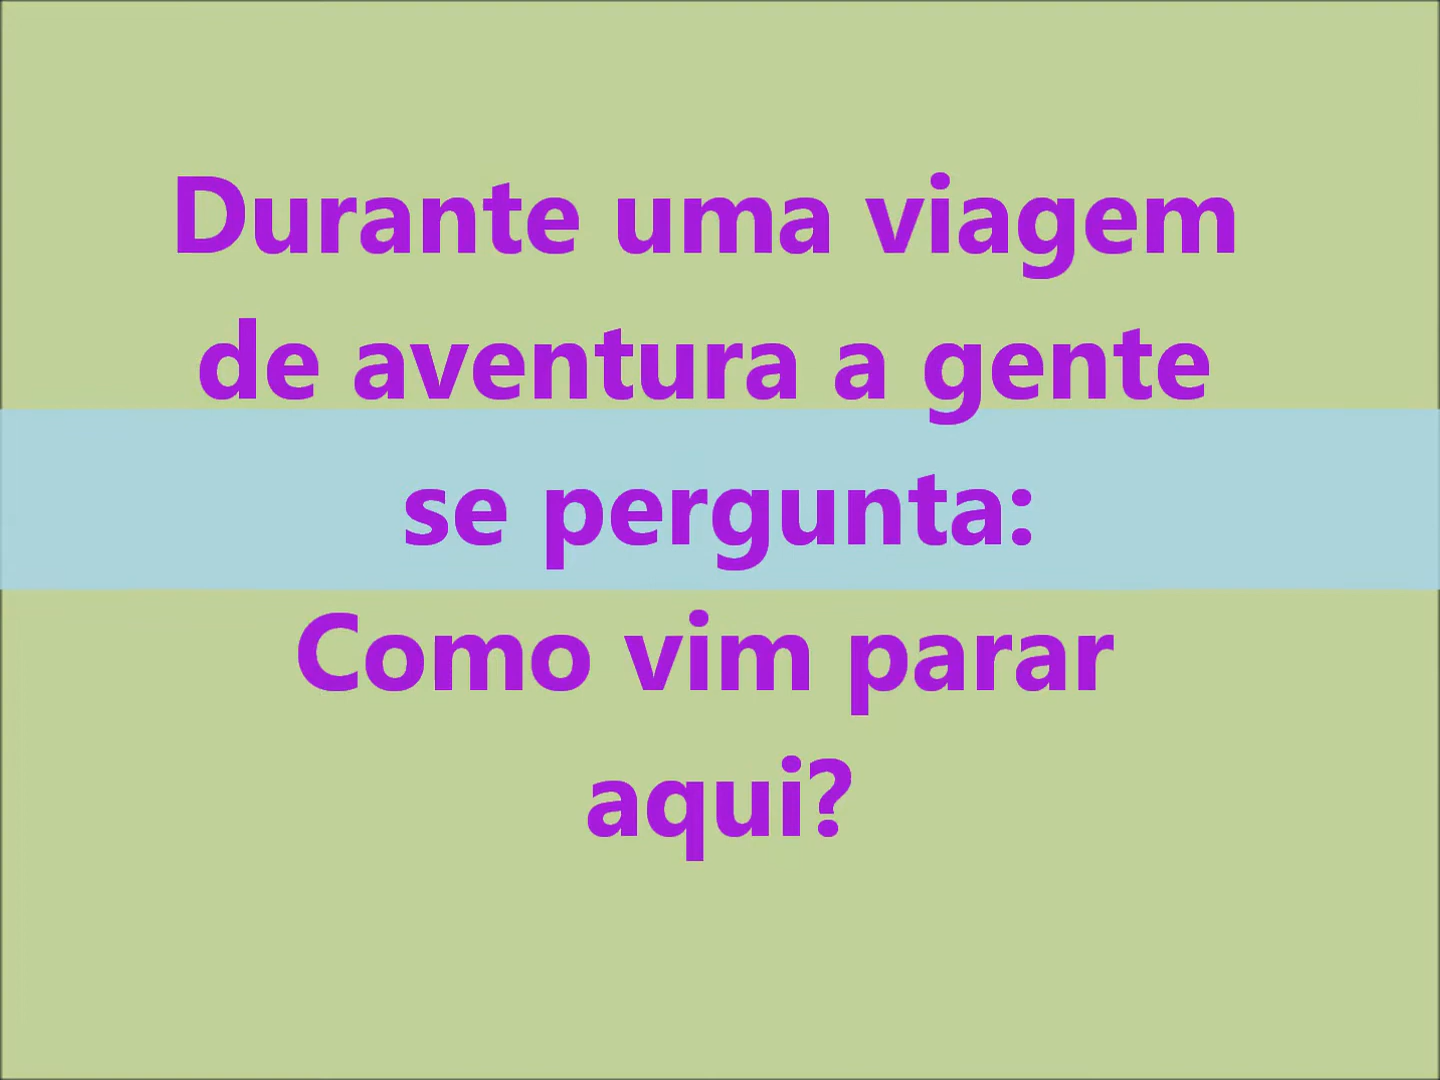 Durante uma viagem
de aventura a gente
se pergunta:
Como vim parar
aqui?